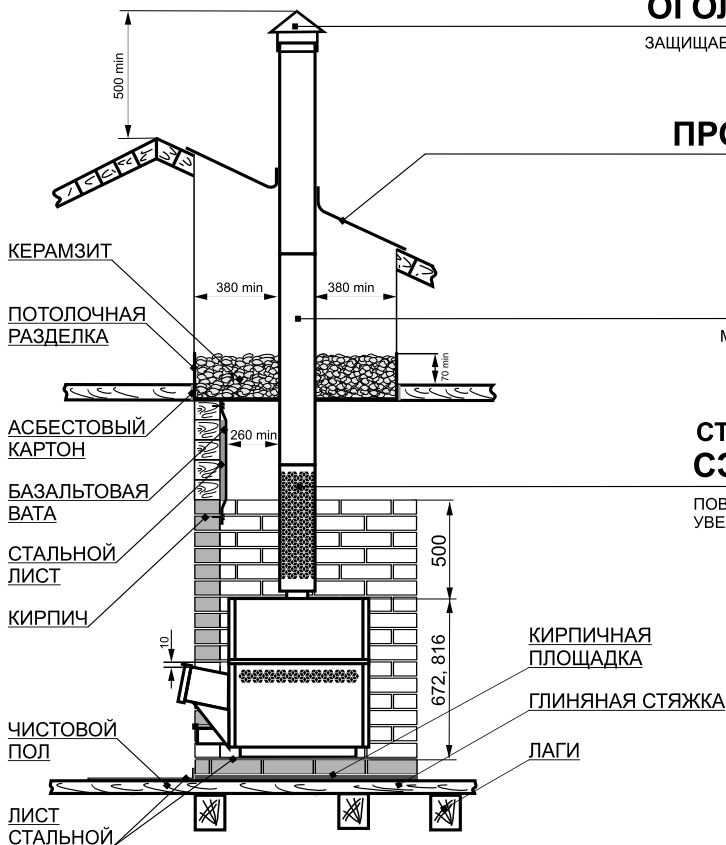 ОГОЛ
ЗАЩИЩАЕ
500 min
ПРО
КЕРАМЗИТ
380 min
380 min
ПОТОЛОЧНАЯ
РАЗДЕЛКА
М
70 min
АСБЕСТОВЫЙ
КАРТОН
260 min
СТ
СЭ
БАЗАЛЬТОВАЯ
ВАТА
ПОВ
УВЕ
СТАЛЬНОЙ
ЛИСТ
500
КИРПИЧ
10
672, 816
КИРПИЧНАЯ
ПЛОЩАДКА
ГЛИНЯНАЯ СТЯЖКА
ЧИСТОВОЙ
ПОЛ
ЛАГИ
ЛИСТ
СТАЛЬНОЙ